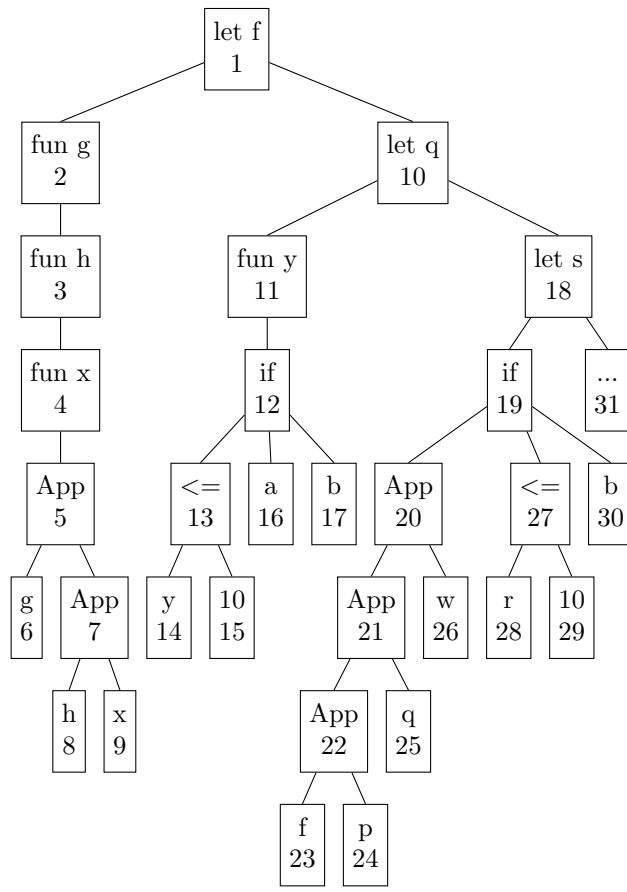 let f
1
fun g
2
let q
10
fun h
3
fun y
11
let s
18
fun x
4
if
12
if
19
...
31
App
5
<=
13
a
16
b
17
App
20
<=
27
b
30
g
6
App
7
y
14
10
15
App
21
w
26
r
28
10
29
h
8
x
9
App
22
q
25
f
23
p
24